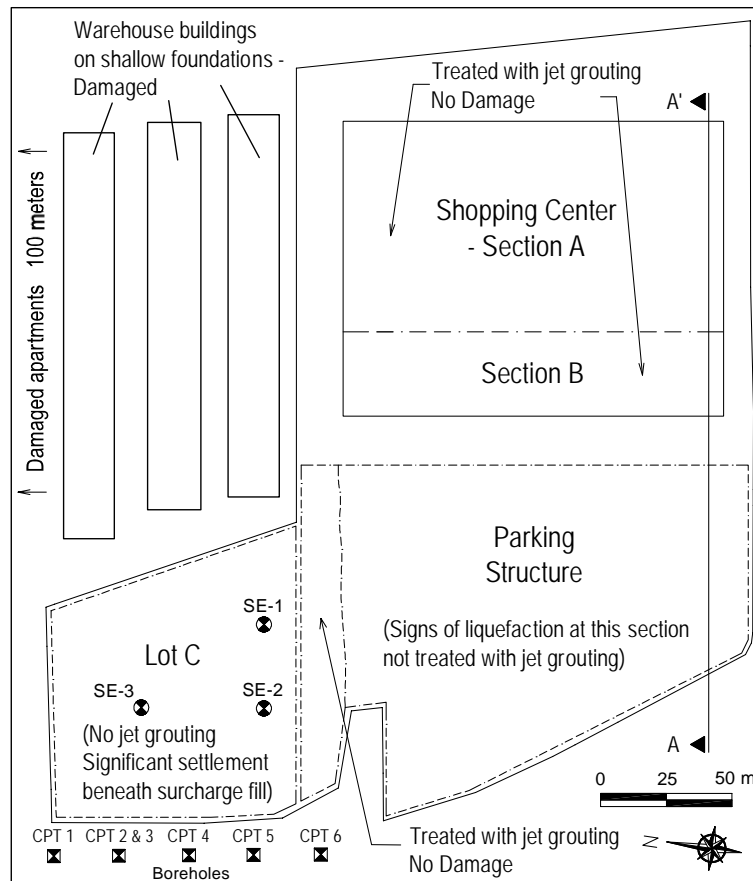 Warehouse buildings
on shallow foundations -
Damaged
Treated with jet grouting
No Damage
A'
Damaged apartments 100 meters
Shopping Center
- Section A
Section B
Parking
Structure
(Signs of liquefaction at this section
not treated with jet grouting)
SE-1
Lot C
SE-3
SE-2
(No jet grouting
Significant settlement
beneath surcharge fill)
A
0 25 50 m
CPT 1 CPT 2 & 3 CPT 4 CPT 5 CPT 6
Boreholes
Treated with jet grouting
No Damage
N